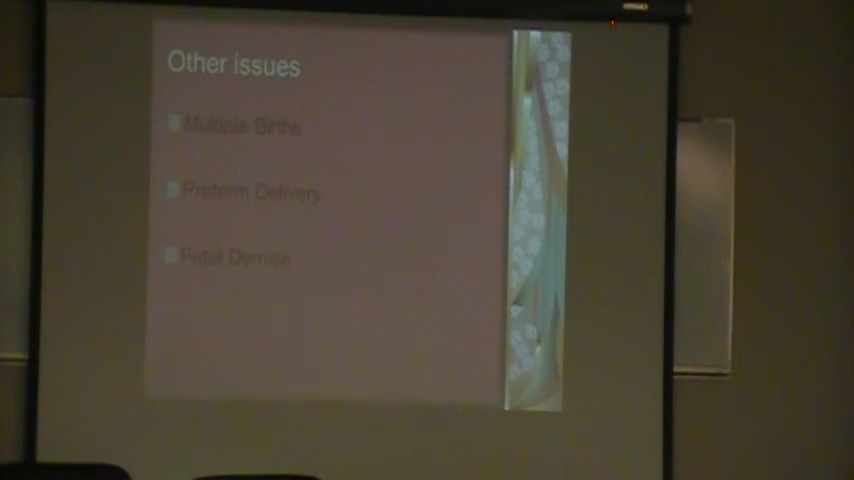 Other issues
Multiple Births
Preterm Delivery
Fetal Demise